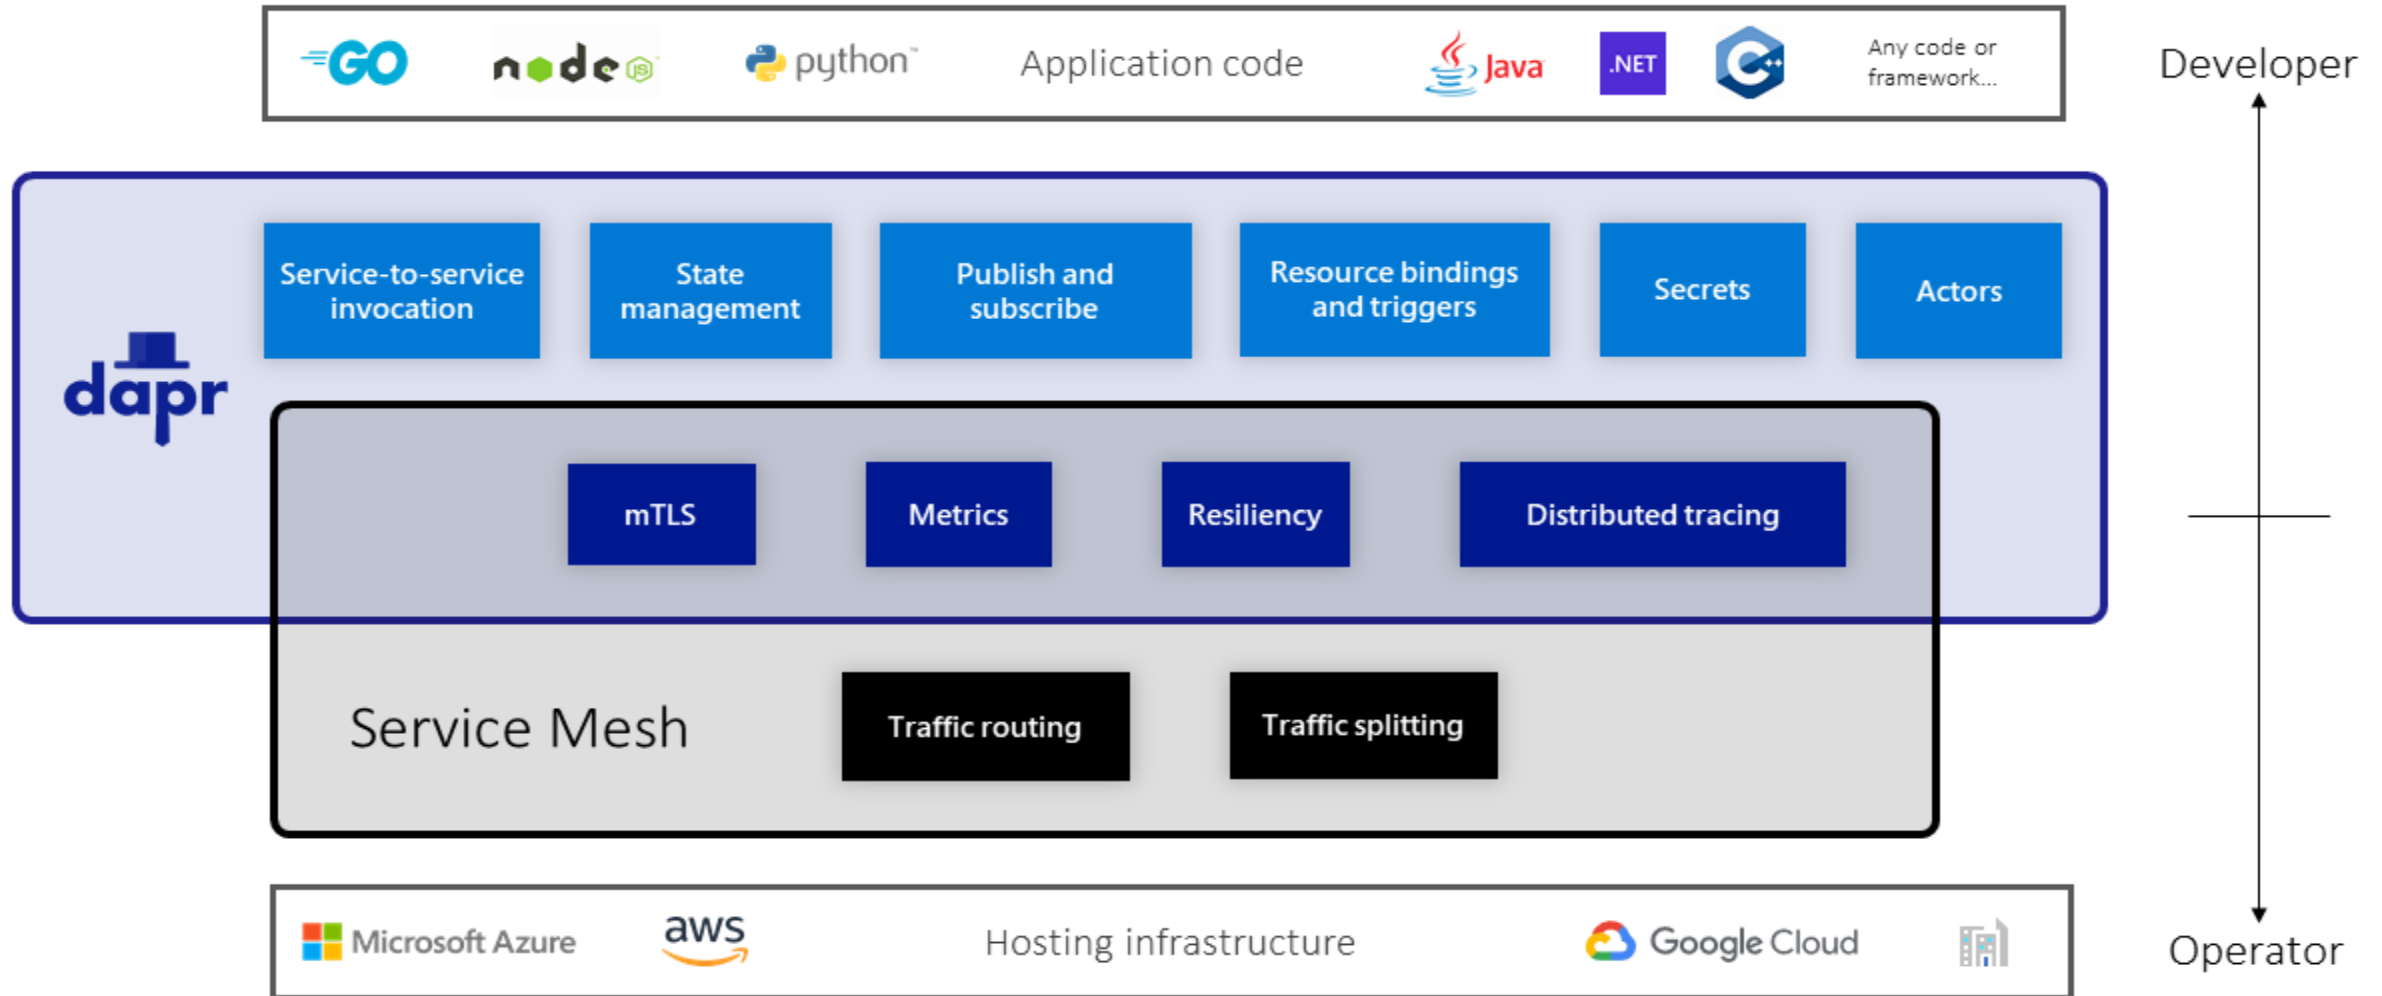 GO
node JS
python™
Application code
Java
.NET
C++
Any code or
framework...
Developer
dapr
Service-to-service
invocation
State
management
Publish and
subscribe
Resource bindings
and triggers
Secrets
Actors
mTLS
Metrics
Resiliency
Distributed tracing
Service Mesh
Traffic routing
Traffic splitting
Microsoft Azure
aws
Hosting infrastructure
Google Cloud
Operator